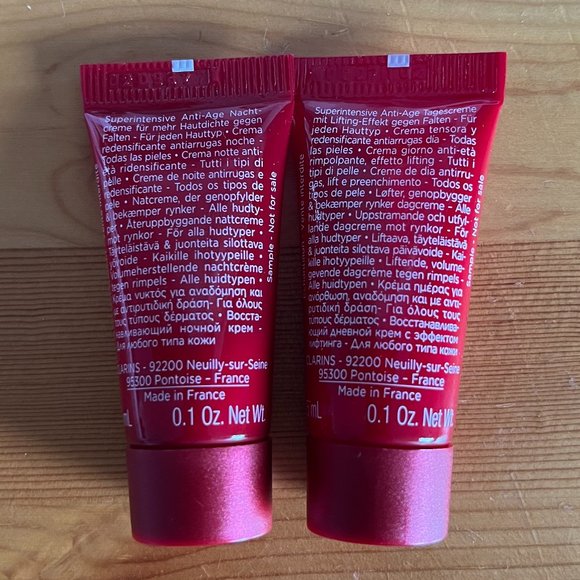 Superintensive Anti-Age Nacht-
creme für mehr Hautdichte gegen
Falten - Für jeden Hauttyp • Crema
redensificante antiarrugas noche -
Todas las pieles • Crema notte anti-
età ridensificante - Tutti i tipi di
pelle • Creme de noite antirrugas e
redensificante - Todos os tipos de
pele • Natcreme, der genopfylder
& bekæmper rynker - Alle hudty-
per • Återuppbyggande nattcreme
mot rynkor - För alla hudtyper •
Täyteläistävä & juonteita silottava
yövoide - Kaikille ihotyypeille •
Volumeherstellende nachtcrème
tegen rimpels - Alle huidtypen •
Κρέμα νυκτός για αναδόμηση και
με αντιρυτιδική δράση- Για όλους
τους τύπους δέρματος • Восста-
навливающий ночной крем -
Для любого типа кожи
CLARINS - 92200 Neuilly-sur-Seine
95300 Pontoise - France
Made in France
mL 0.1 Oz. Net Wt.
Sample - Not for sale
Superintensive Anti-Age Tagescreme
mit Lifting-Effekt gegen Falten - Für
jeden Hauttyp • Crema tensora y
redensificante antiarrugas día - Todas
las pieles • Crema giorno anti-età
rimpolpante, effetto lifting - Tutti i
tipi di pelle • Creme de dia antirru-
gas, lift e preenchimento - Todos os
tipos de pele • Løfter, genopbygger
& bekæmper rynker dagcreme - Alle
hudtyper • Uppstramande och utfyl-
lande dagcreme mot rynkor - För
alla hudtyper • Liftaava, täyteläistävä
& juonteita silottava päivävoide - Kai-
kille ihotyypeille • Liftende, volume-
gevende dagcrème tegen rimpels -
Alle huidtypen • Κρέμα ημέρας για
ανόρθωση, αναδόμηση και με αντι-
ρυτιδική δράση - Για όλους τους
τύπους δέρματος • Восстанавлива-
ющий дневной крем с эффектом
лифтинга - Для любого типа кожи
CLARINS - 92200 Neuilly-sur-Seine
95300 Pontoise - France
Made in France
mL 0.1 Oz. Net Wt.
Vente interdite
Sample - Not for sale